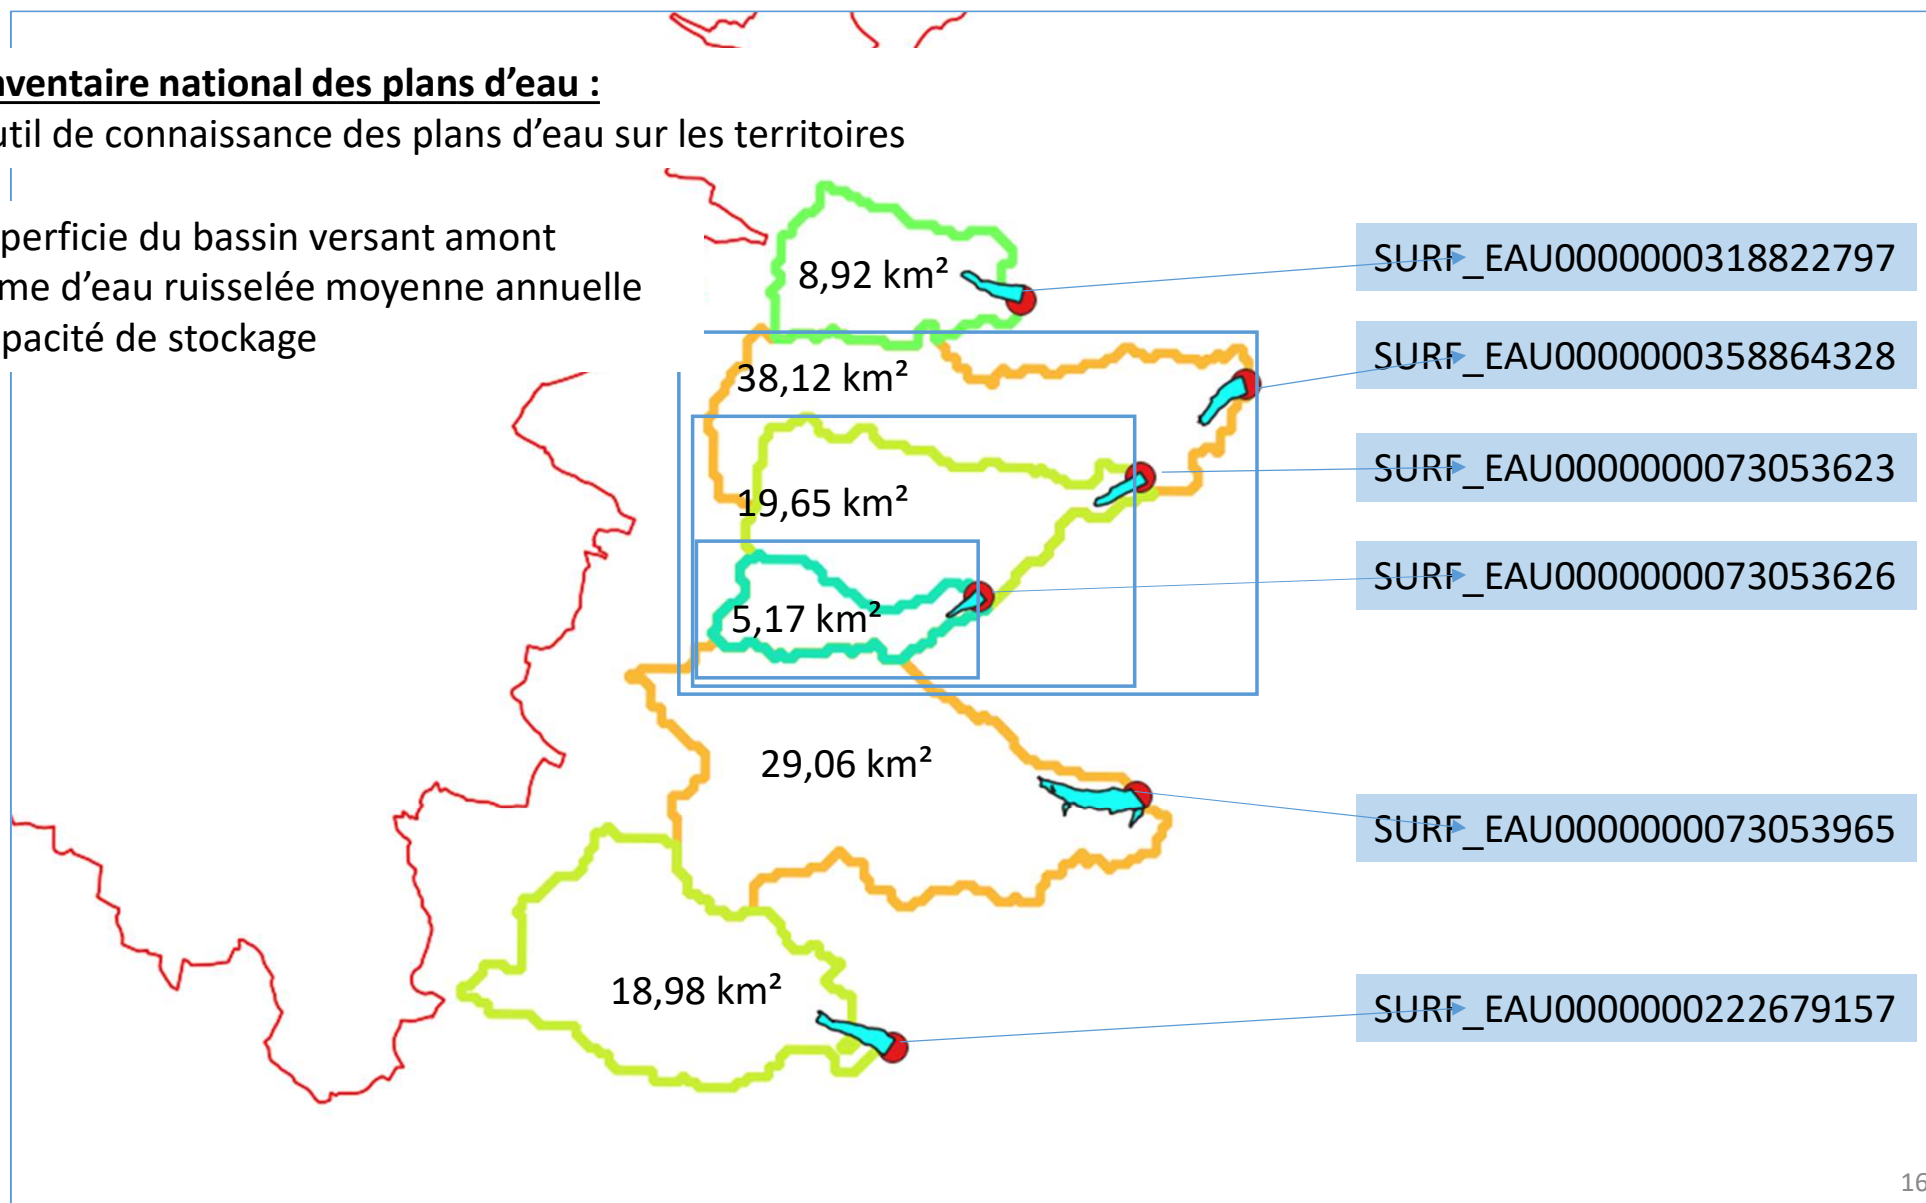 nventaire national des plans d’eau :
util de connaissance des plans d’eau sur les territoires
perficie du bassin versant amont
me d’eau ruisselée moyenne annuelle
pacité de stockage
8,92 km²
SURF_EAU0000000318822797
38,12 km²
SURF_EAU0000000358864328
19,65 km²
SURF_EAU0000000073053623
5,17 km²
SURF_EAU0000000073053626
29,06 km²
SURF_EAU0000000073053965
18,98 km²
SURF_EAU0000000222679157
16